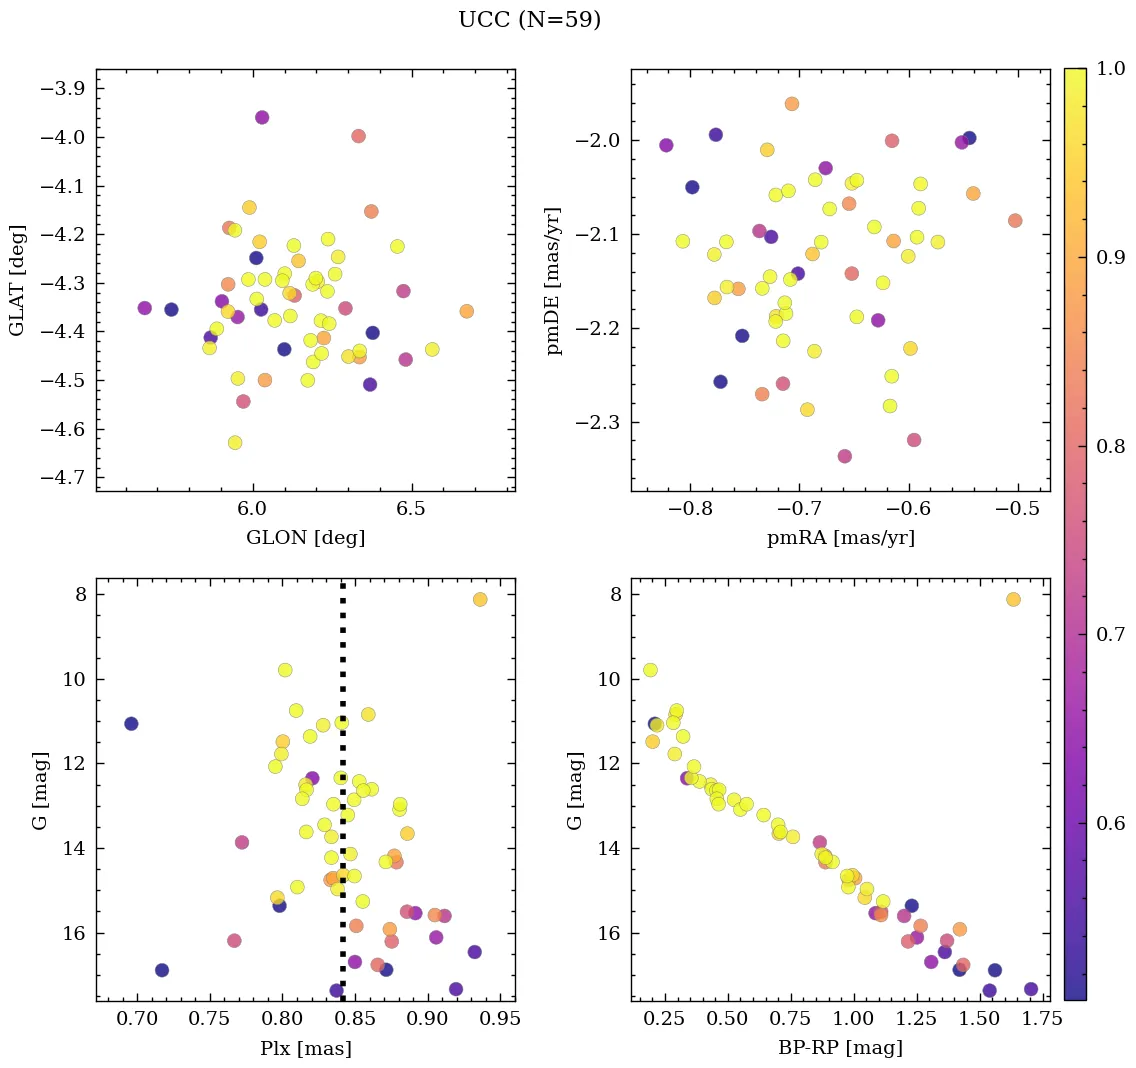 UCC (N=59)
−3.9
−4.0
−4.1
−4.2
−4.3
−4.4
−4.5
−4.6
−4.7
GLAT [deg]
6.0 6.5
GLON [deg]
−2.0
−2.1
−2.2
−2.3
pmDE [mas/yr]
−0.8 −0.7 −0.6 −0.5
pmRA [mas/yr]
8
10
12
14
16
G [mag]
0.70 0.75 0.80 0.85 0.90 0.95
Plx [mas]
8
10
12
14
16
G [mag]
0.25 0.50 0.75 1.00 1.25 1.50 1.75
BP-RP [mag]
1.0
0.9
0.8
0.7
0.6